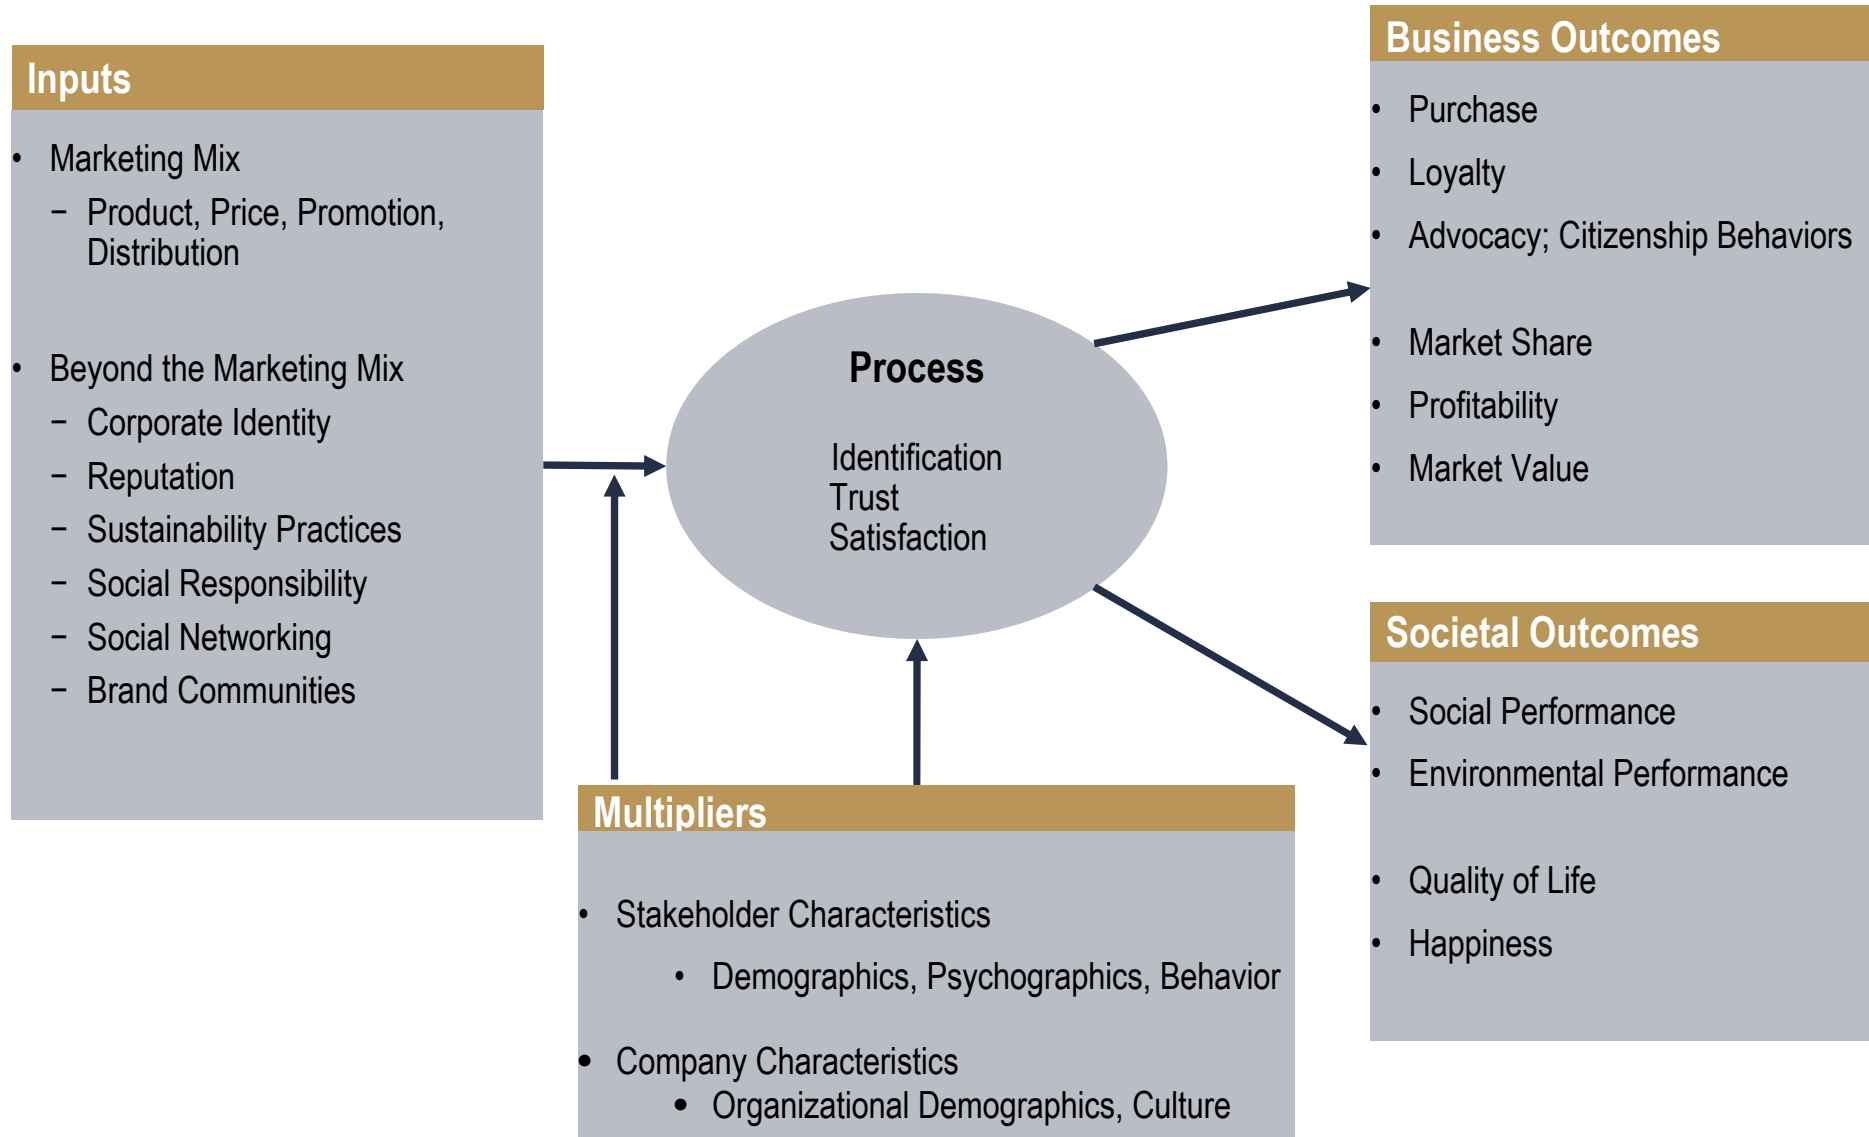 Inputs
• Marketing Mix
− Product, Price, Promotion,
Distribution
• Beyond the Marketing Mix
− Corporate Identity
− Reputation
− Sustainability Practices
− Social Responsibility
− Social Networking
− Brand Communities
Process
Identification
Trust
Satisfaction
Multipliers
• Stakeholder Characteristics
• Demographics, Psychographics, Behavior
• Company Characteristics
• Organizational Demographics, Culture
Business Outcomes
• Purchase
• Loyalty
• Advocacy; Citizenship Behaviors
• Market Share
• Profitability
• Market Value
Societal Outcomes
• Social Performance
• Environmental Performance
• Quality of Life
• Happiness